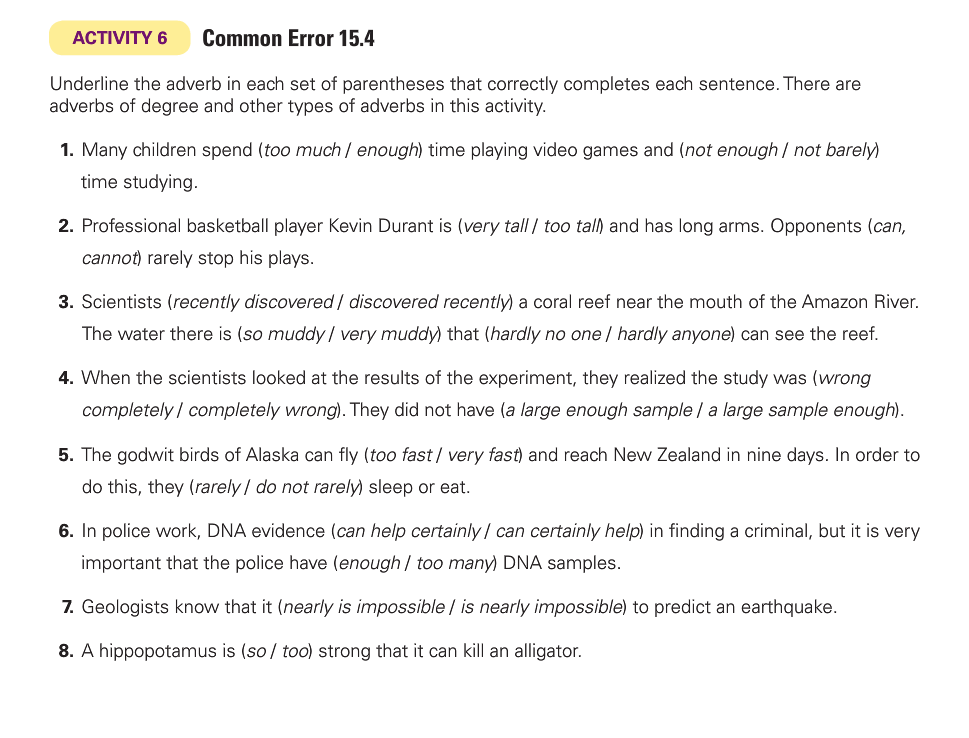 ACTIVITY 6 Common Error 15.4
Underline the adverb in each set of parentheses that correctly completes each sentence. There are
adverbs of degree and other types of adverbs in this activity.
1. Many children spend (too much / enough) time playing video games and (not enough / not barely)
time studying.
2. Professional basketball player Kevin Durant is (very tall / too tall) and has long arms. Opponents (can,
cannot) rarely stop his plays.
3. Scientists (recently discovered / discovered recently) a coral reef near the mouth of the Amazon River.
The water there is (so muddy / very muddy) that (hardly no one / hardly anyone) can see the reef.
4. When the scientists looked at the results of the experiment, they realized the study was (wrong
completely / completely wrong). They did not have (a large enough sample / a large sample enough).
5. The godwit birds of Alaska can fly (too fast / very fast) and reach New Zealand in nine days. In order to
do this, they (rarely / do not rarely) sleep or eat.
6. In police work, DNA evidence (can help certainly / can certainly help) in finding a criminal, but it is very
important that the police have (enough / too many) DNA samples.
7. Geologists know that it (nearly is impossible / is nearly impossible) to predict an earthquake.
8. A hippopotamus is (so / too) strong that it can kill an alligator.